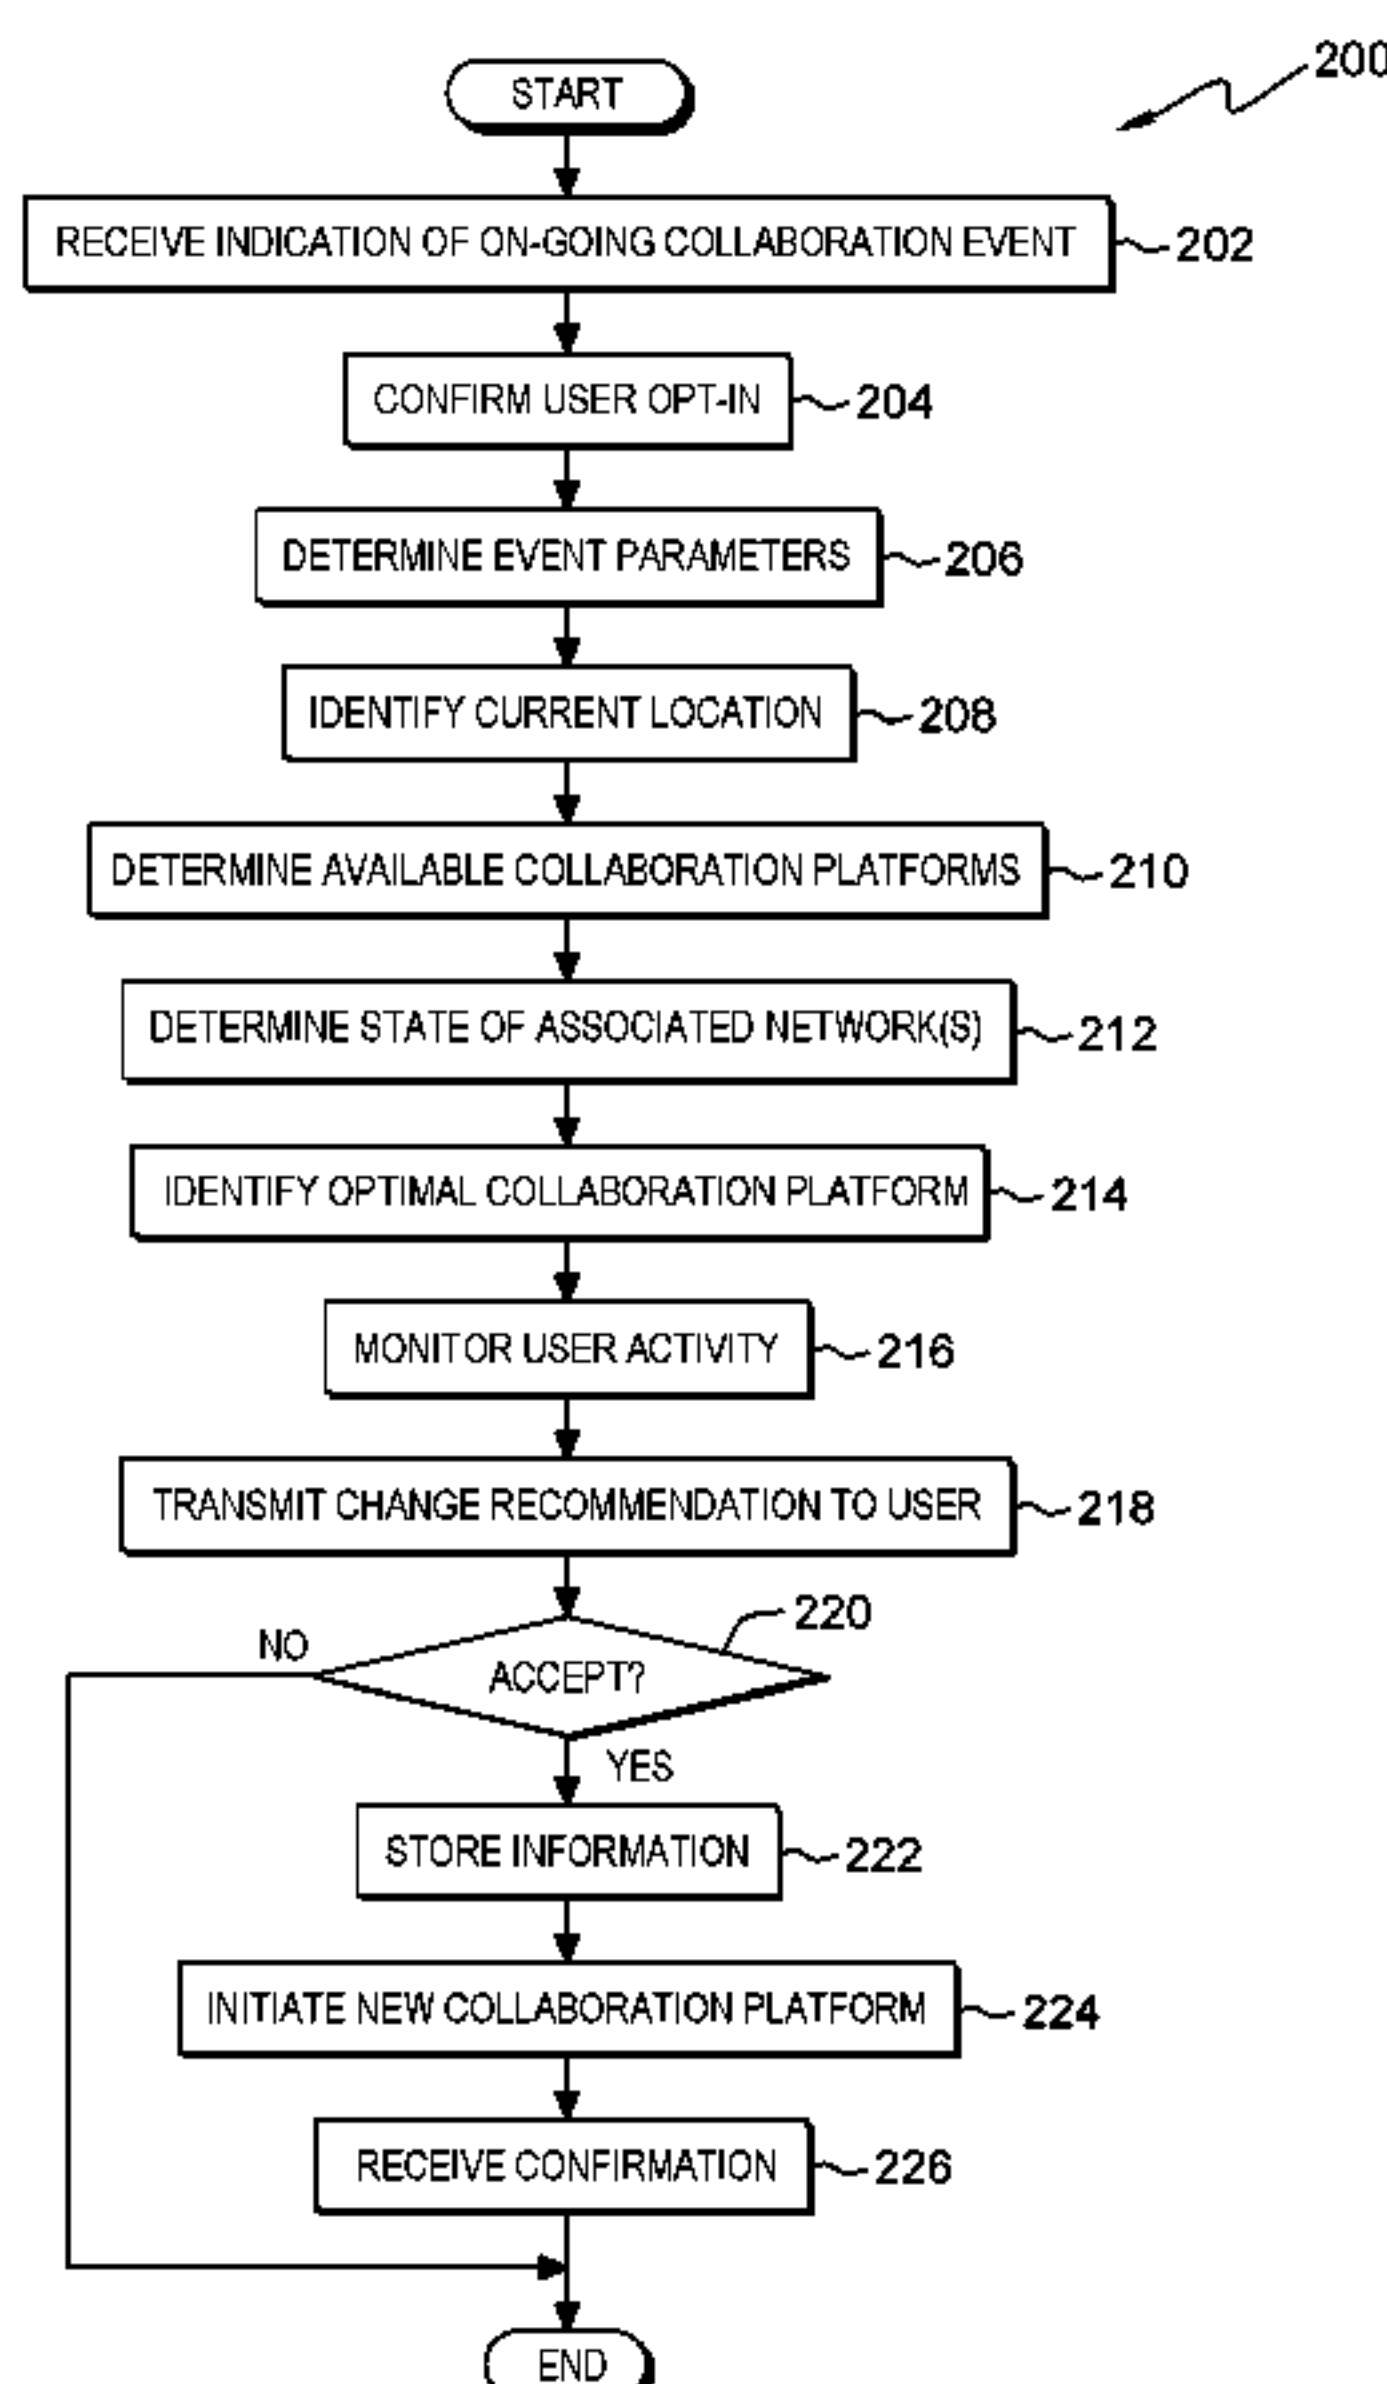 200
START
RECEIVE INDICATION OF ON-GOING COLLABORATION EVENT 202
CONFIRM USER OPT-IN 204
DETERMINE EVENT PARAMETERS 206
IDENTIFY CURRENT LOCATION 208
DETERMINE AVAILABLE COLLABORATION PLATFORMS 210
DETERMINE STATE OF ASSOCIATED NETWORK(S) 212
IDENTIFY OPTIMAL COLLABORATION PLATFORM 214
MONITOR USER ACTIVITY 216
TRANSMIT CHANGE RECOMMENDATION TO USER 218
220
NO
ACCEPT?
YES
STORE INFORMATION 222
INITIATE NEW COLLABORATION PLATFORM 224
RECEIVE CONFIRMATION 226
END